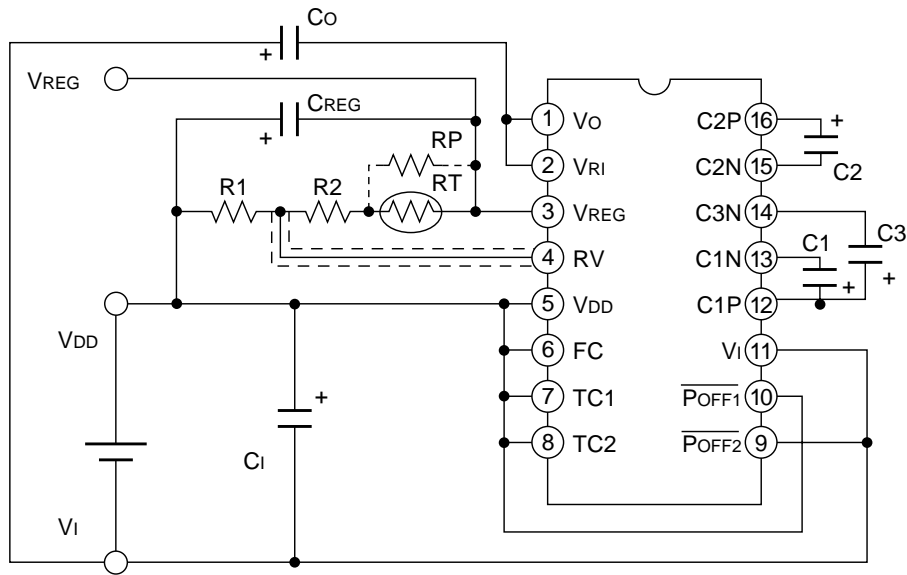 CO
+
VREG
CREG
+
RP
R1
R2
RT
1 VO
2 VRI
3 VREG
4 RV
5 VDD
6 FC
7 TC1
8 TC2
C2P 16
C2N 15
C3N 14
C1N 13
C1P 12
VI 11
POFF1 10
POFF2 9
+
C2
C1
C3
+
+
VDD
+
CI
VI